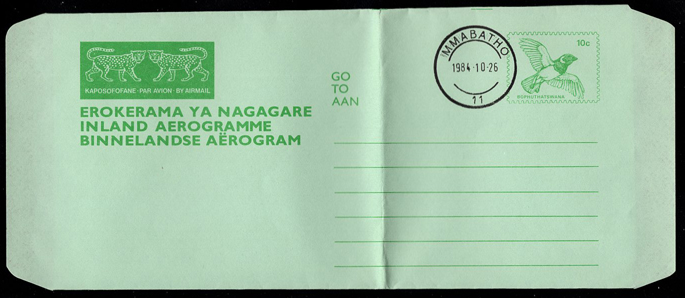 KAPOSOFOFANE · PAR AVION · BY AIRMAIL
EROKERAMA YA NAGAGARE
INLAND AEROGRAMME
BINNELANDSE AËROGRAM
GO
TO
AAN
MMABATHO
1984-10-26
11
10c
BOPHUTHATSWANA